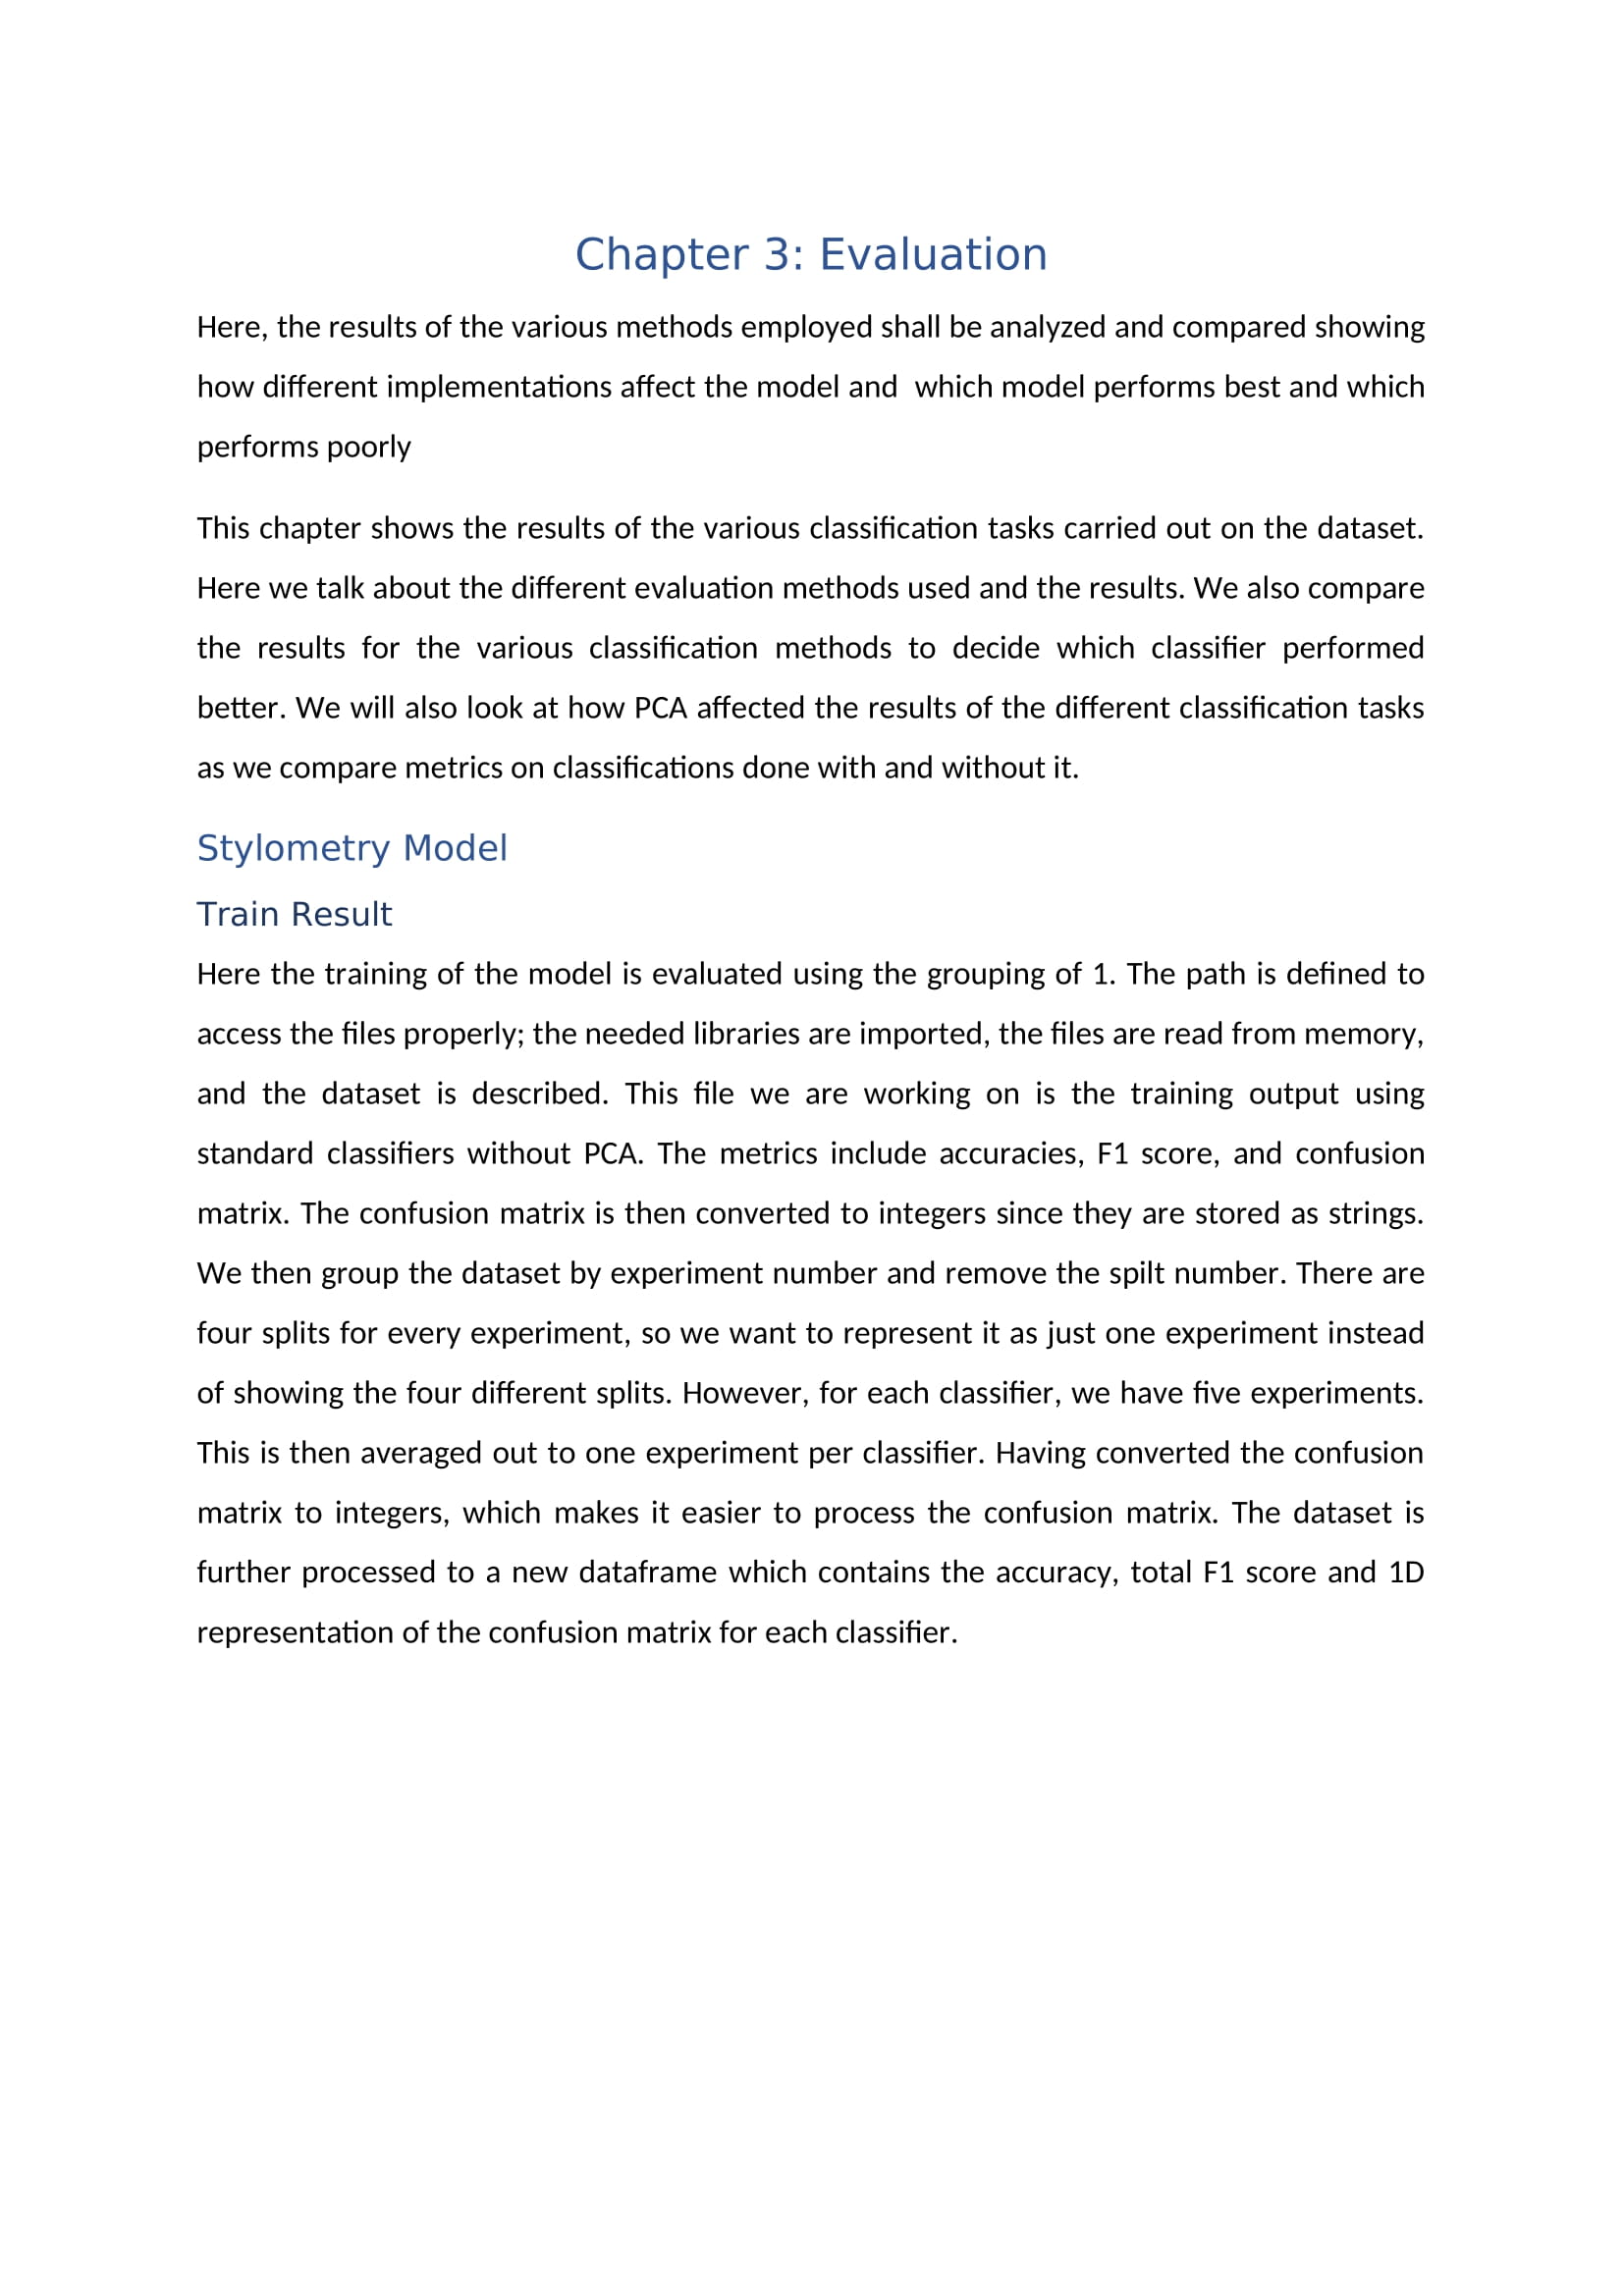 Chapter 3: Evaluation
Here, the results of the various methods employed shall be analyzed and compared showing
how different implementations affect the model and  which model performs best and which
performs poorly
This chapter shows the results of the various classification tasks carried out on the dataset.
Here we talk about the different evaluation methods used and the results. We also compare
the results for the various classification methods to decide which classifier performed
better. We will also look at how PCA affected the results of the different classification tasks
as we compare metrics on classifications done with and without it.
Stylometry Model
Train Result
Here the training of the model is evaluated using the grouping of 1. The path is defined to
access the files properly; the needed libraries are imported, the files are read from memory,
and the dataset is described. This file we are working on is the training output using
standard classifiers without PCA. The metrics include accuracies, F1 score, and confusion
matrix. The confusion matrix is then converted to integers since they are stored as strings.
We then group the dataset by experiment number and remove the spilt number. There are
four splits for every experiment, so we want to represent it as just one experiment instead
of showing the four different splits. However, for each classifier, we have five experiments.
This is then averaged out to one experiment per classifier. Having converted the confusion
matrix to integers, which makes it easier to process the confusion matrix. The dataset is
further processed to a new dataframe which contains the accuracy, total F1 score and 1D
representation of the confusion matrix for each classifier.